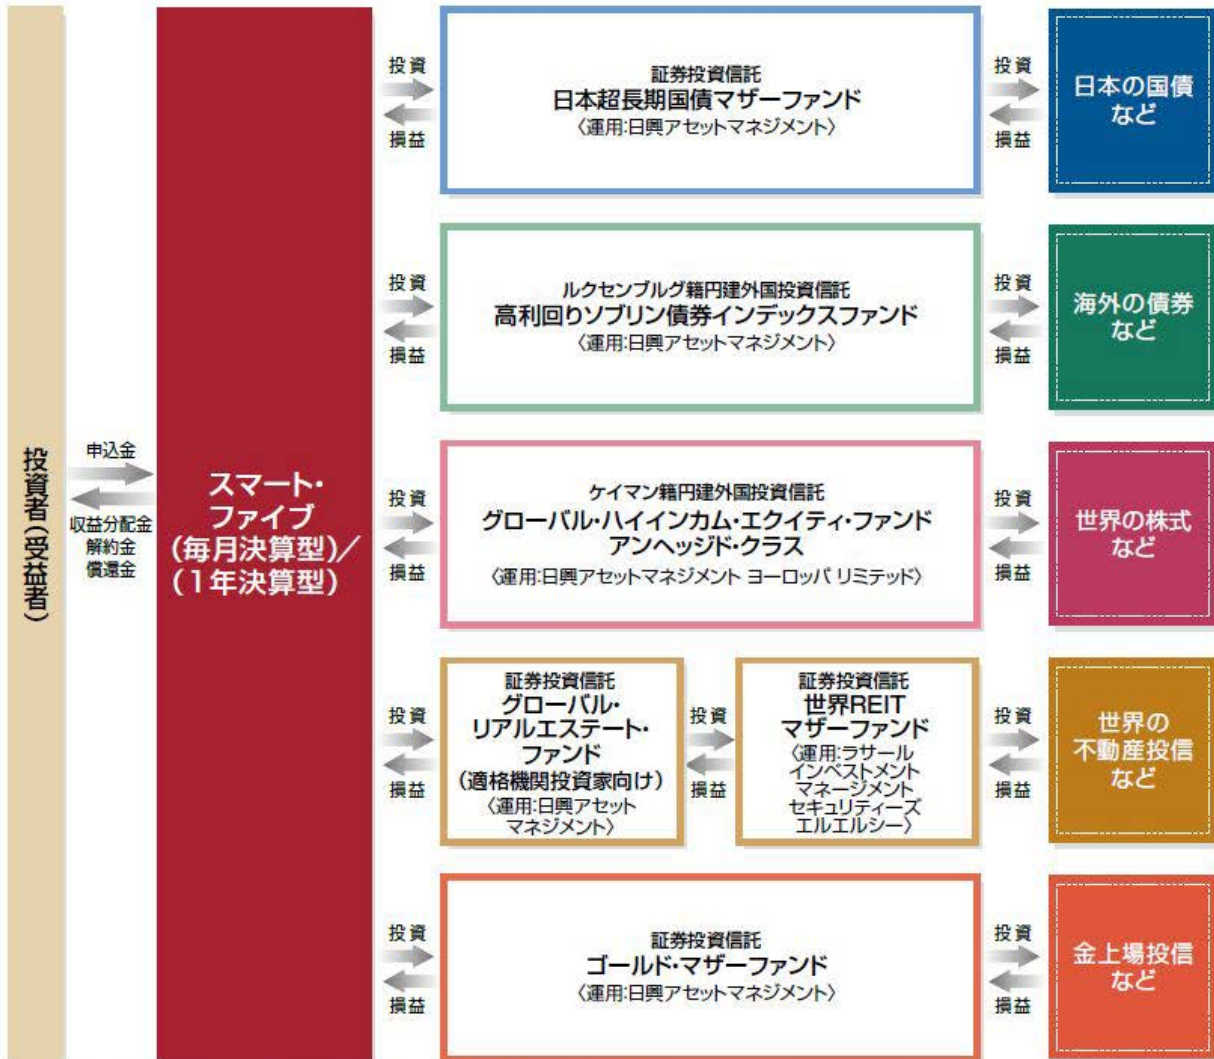 投資者(受益者)
申込金
収益分配金
解約金
償還金
スマート・
ファイブ
(毎月決算型)／
(1年決算型)
投資
損益
証券投資信託
日本超長期国債マザーファンド
〈運用:日興アセットマネジメント〉
投資
損益
日本の国債
など
投資
損益
ルクセンブルグ籍円建外国投資信託
高利回りソブリン債券インデックスファンド
〈運用:日興アセットマネジメント〉
投資
損益
海外の債券
など
投資
損益
ケイマン籍円建外国投資信託
グローバル・ハイインカム・エクイティ・ファンド
アンヘッジド・クラス
〈運用:日興アセットマネジメント ヨーロッパ リミテッド〉
投資
損益
世界の株式
など
投資
損益
証券投資信託
グローバル・
リアルエステート・
ファンド
(適格機関投資家向け)
〈運用:日興アセット
マネジメント〉
投資
損益
証券投資信託
世界REIT
マザーファンド
〈運用:ラサール
インベストメント
マネージメント
セキュリティーズ
エルエルシー〉
投資
損益
世界の
不動産投信
など
投資
損益
証券投資信託
ゴールド・マザーファンド
〈運用:日興アセットマネジメント〉
投資
損益
金上場投信
など